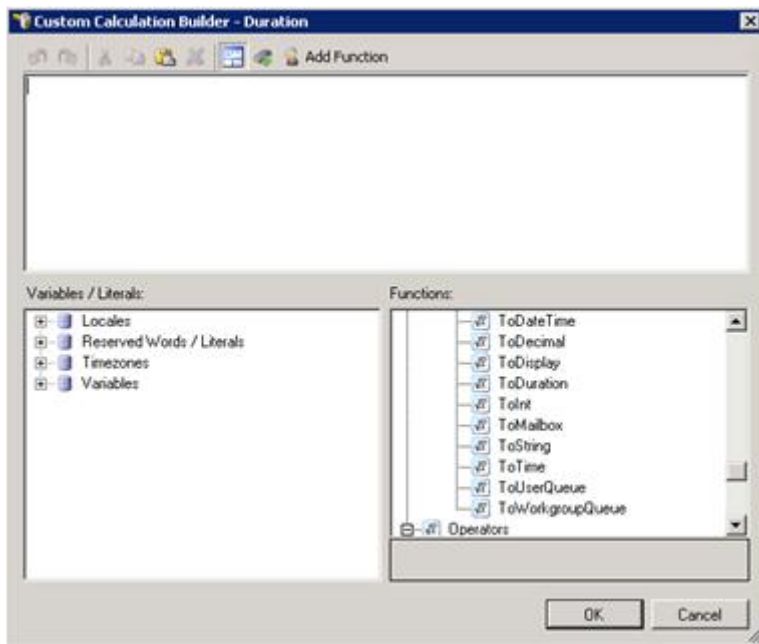 Custom Calculation Builder - Duration
Add Function
Variables / Literals:
Locales
Reserved Words / Literals
Timezones
Variables
Functions:
ToDateTime
ToDecimal
ToDisplay
ToDuration
ToInt
ToMailbox
ToString
ToTime
ToUserQueue
ToWorkgroupQueue
Operators
OK
Cancel